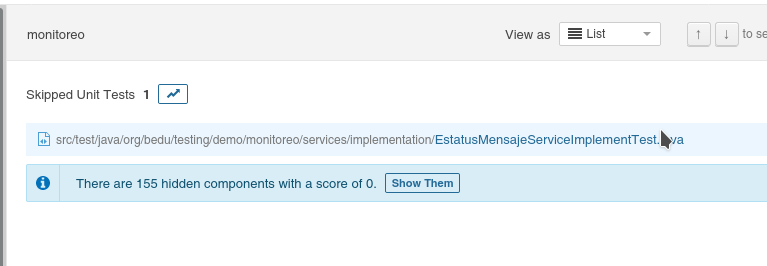 monitoreo
View as
List
↑ ↓ to se
Skipped Unit Tests 1
src/test/java/org/bedu/testing/demo/monitoreo/services/implementation/EstatusMensajeServiceImplementTest.java
There are 155 hidden components with a score of 0. Show Them